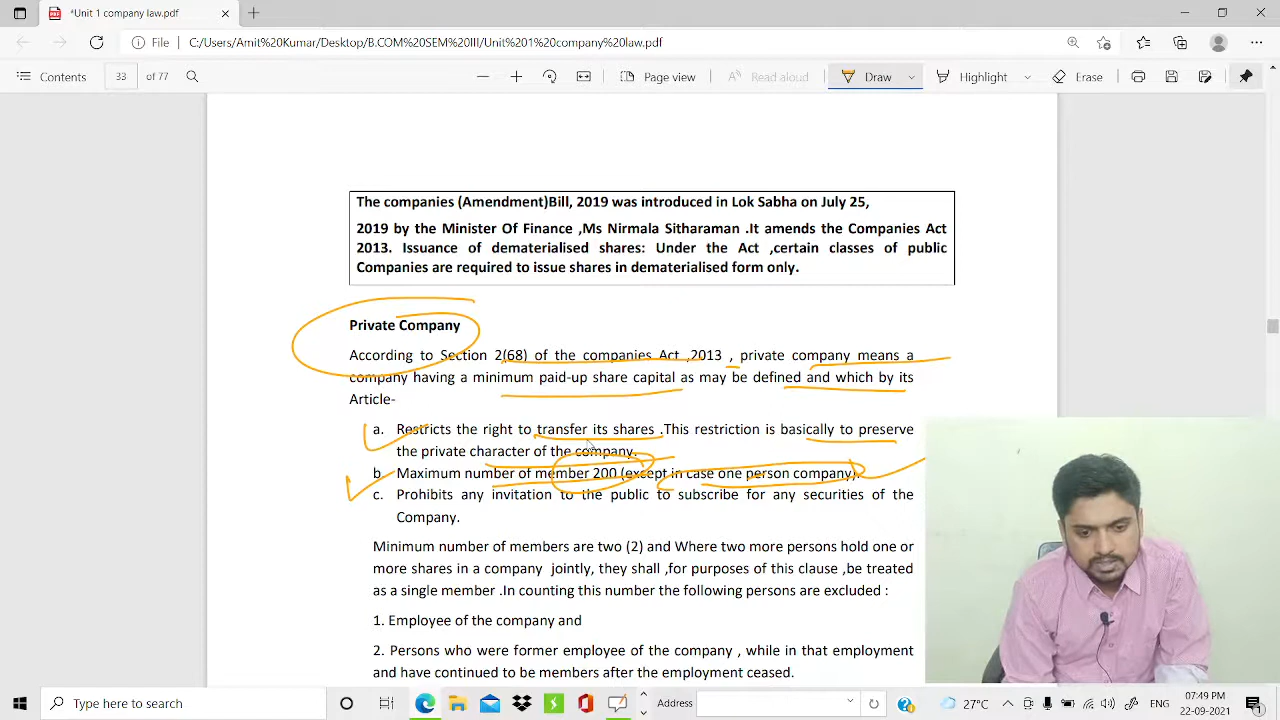 *Unit 1 company law.pdf
File
C:/Users/Amit%20Kumar/Desktop/B.COM%20SEM%20III/Unit%201%20company%20law.pdf
Contents
33
of 77
Page view
Read aloud
Draw
Highlight
Erase
The companies (Amendment)Bill, 2019 was introduced in Lok Sabha on July 25,
2019 by the Minister Of Finance ,Ms Nirmala Sitharaman .It amends the Companies Act
2013. Issuance of dematerialised shares: Under the Act ,certain classes of public
Companies are required to issue shares in dematerialised form only.
Private Company
According to Section 2(68) of the companies Act ,2013 , private company means a
company having a minimum paid-up share capital as may be defined and which by its
Article-
a. Restricts the right to transfer its shares .This restriction is basically to preserve
the private character of the company.
b. Maximum number of member 200 (except in case one person company).
c. Prohibits any invitation to the public to subscribe for any securities of the
Company.
Minimum number of members are two (2) and Where two more persons hold one or
more shares in a company jointly, they shall ,for purposes of this clause ,be treated
as a single member .In counting this number the following persons are excluded :
1. Employee of the company and
2. Persons who were former employee of the company , while in that employment
and have continued to be members after the employment ceased.
Type here to search
Address
27°C
ENG
07:49 PM
22-09-2021